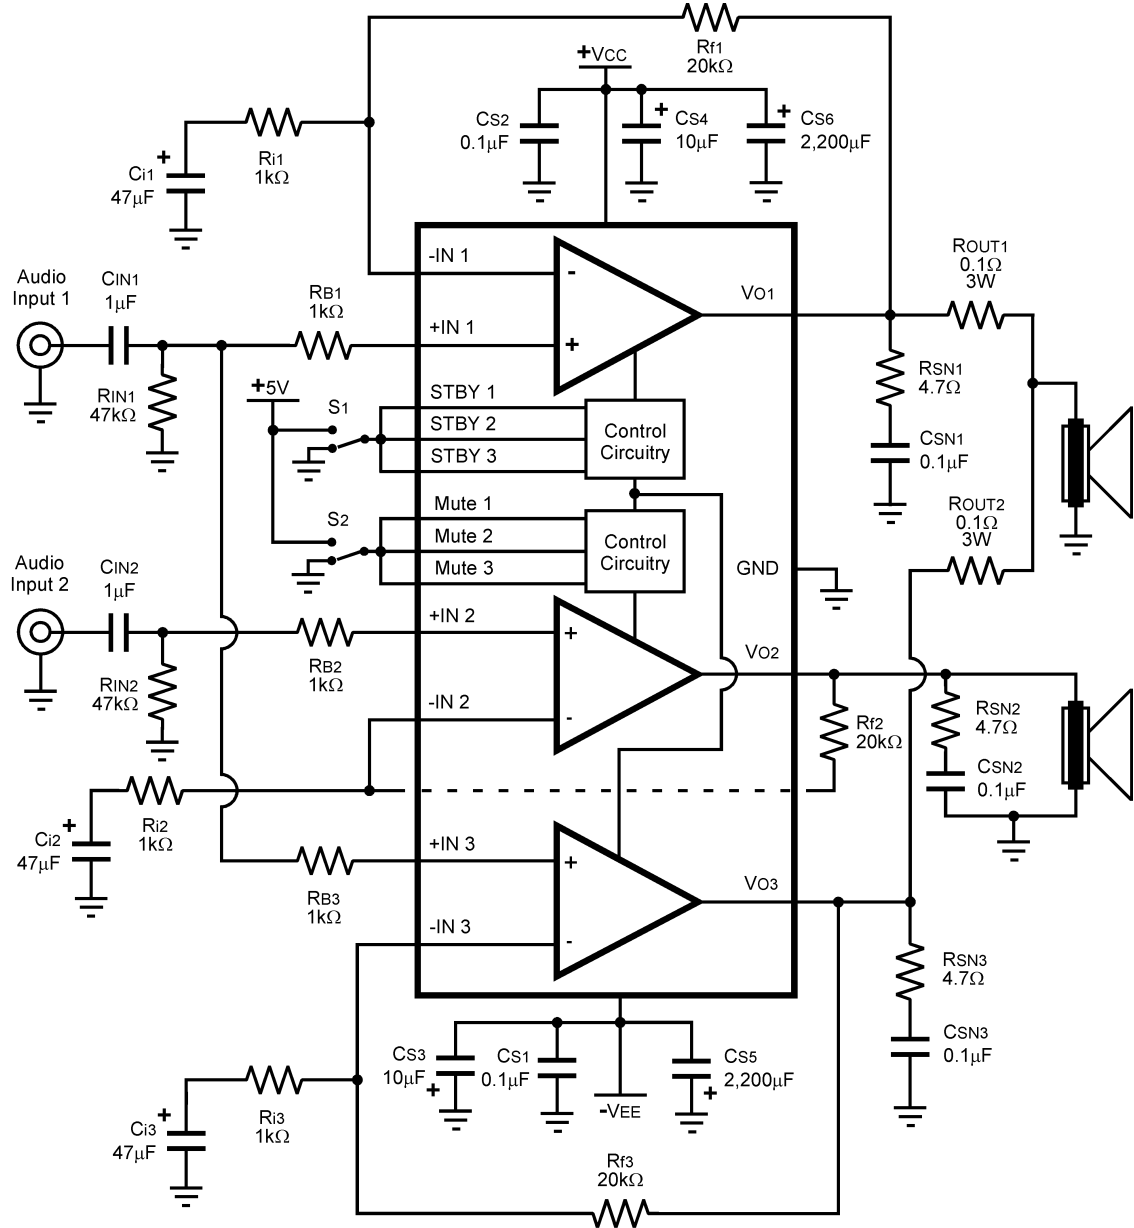 Rf1
20kΩ
+VCC
CS2
0.1µF
+
CS4
10µF
+
CS6
2,200µF
Ri1
1kΩ
+
Ci1
47µF
-IN 1
-
VO1
ROUT1
0.1Ω
3W
Audio
Input 1
CIN1
1µF
RB1
1kΩ
+IN 1
+
RIN1
47kΩ
+5V
S1
STBY 1
STBY 2
STBY 3
Control
Circuitry
RSN1
4.7Ω
CSN1
0.1µF
S2
Mute 1
Mute 2
Mute 3
Control
Circuitry
ROUT2
0.1Ω
3W
GND
Audio
Input 2
CIN2
1µF
+IN 2
+
RB2
1kΩ
VO2
RIN2
47kΩ
-IN 2
-
Rf2
20kΩ
RSN2
4.7Ω
CSN2
0.1µF
Ri2
1kΩ
+
Ci2
47µF
+IN 3
+
RB3
1kΩ
VO3
-IN 3
-
RSN3
4.7Ω
CSN3
0.1µF
CS3
10µF
+
CS1
0.1µF
CS5
2,200µF
+
-VEE
Ri3
1kΩ
+
Ci3
47µF
Rf3
20kΩ